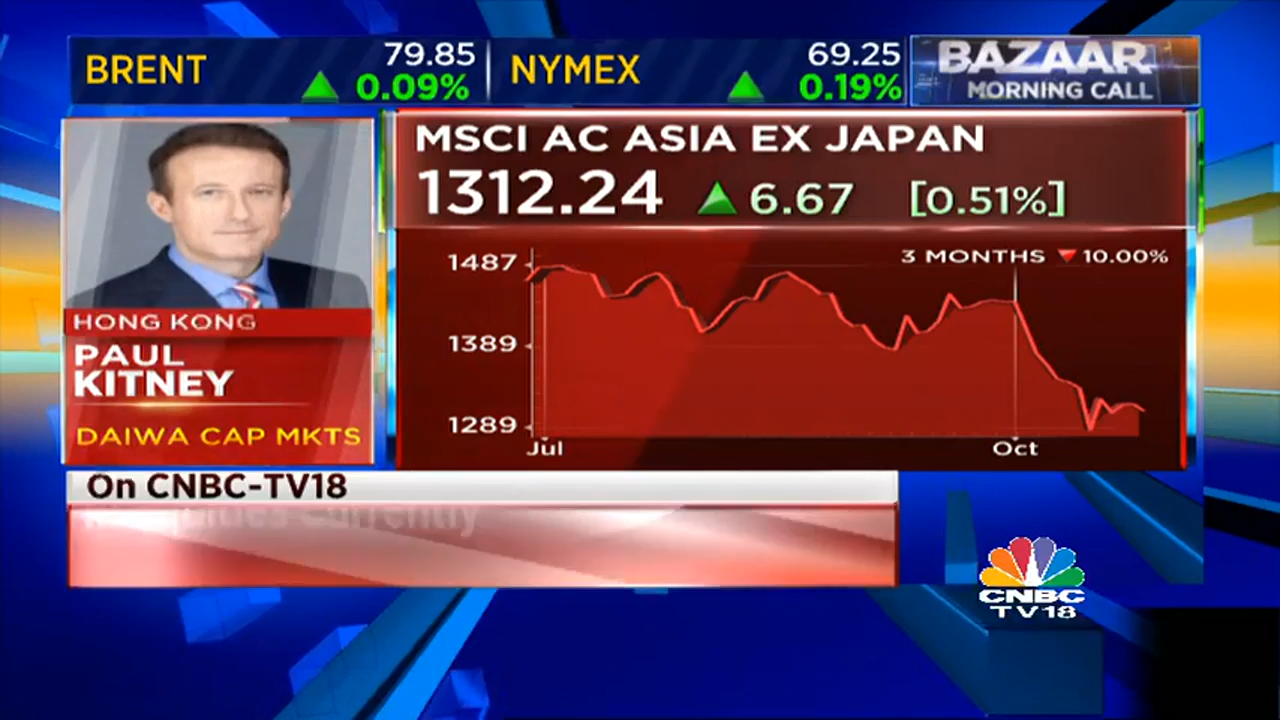 BRENT
79.85
▲ 0.09%
NYMEX
69.25
▲ 0.19%
BAZAAR
MORNING CALL
HONG KONG
PAUL
KITNEY
DAIWA CAP MKTS
MSCI AC ASIA EX JAPAN
1312.24 ▲ 6.67 [0.51%]
3 MONTHS ▼ 10.00%
1487
1389
1289
Jul
Oct
On CNBC-TV18
Currently
CNBC
TV18